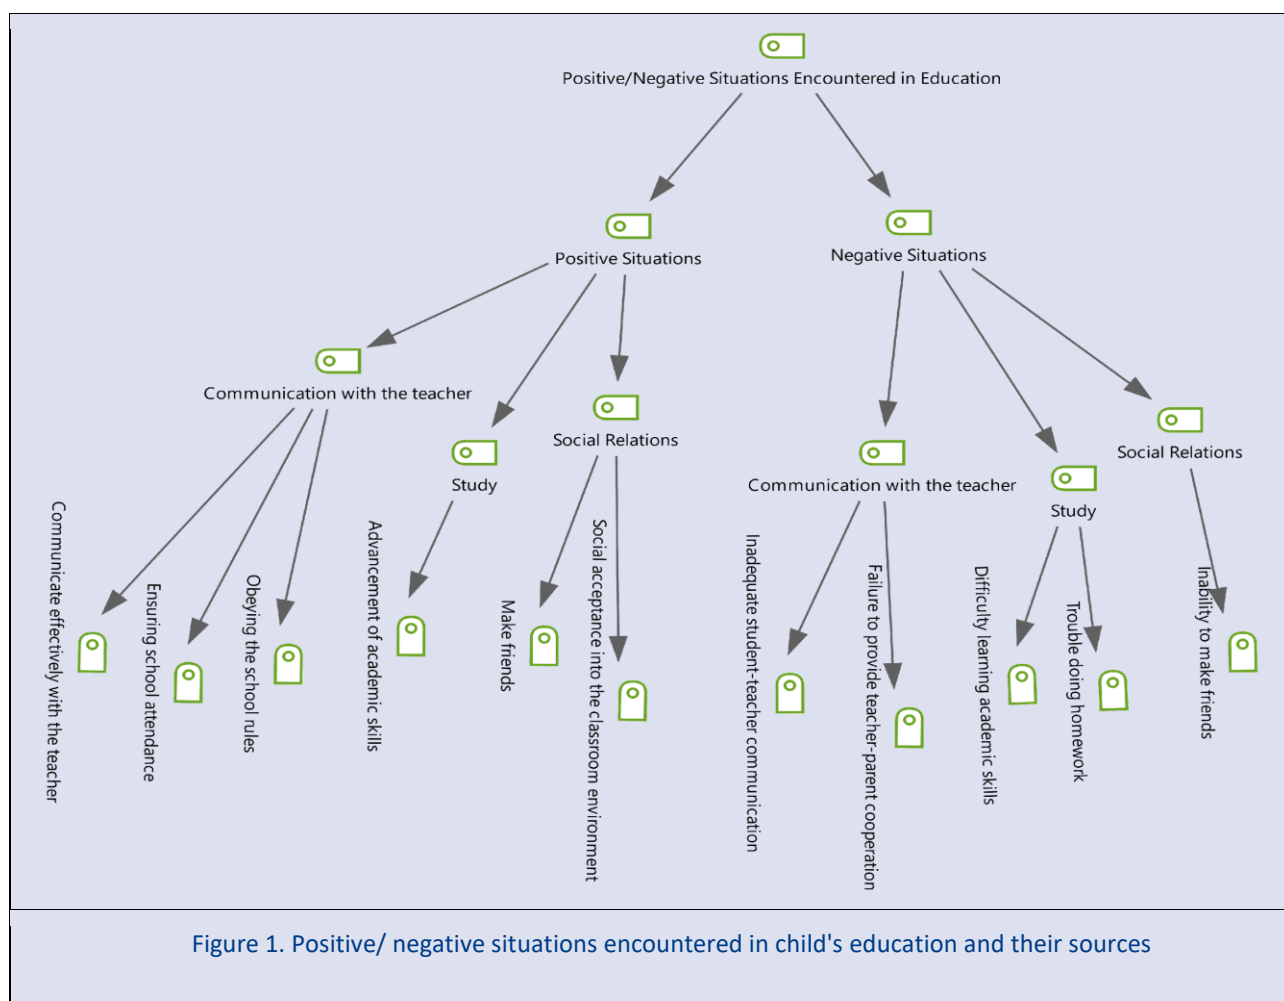 Positive/Negative Situations Encountered in Education
Positive Situations
Negative Situations
Communication with the teacher
Study
Social Relations
Communication with the teacher
Study
Social Relations
Communicate effectively with the teacher
Ensuring school attendance
Obeying the school rules
Advancement of academic skills
Make friends
Social acceptance into the classroom environment
Inadequate student-teacher communication
Failure to provide teacher-parent cooperation
Difficulty learning academic skills
Trouble doing homework
Inability to make friends
Figure 1. Positive/ negative situations encountered in child's education and their sources